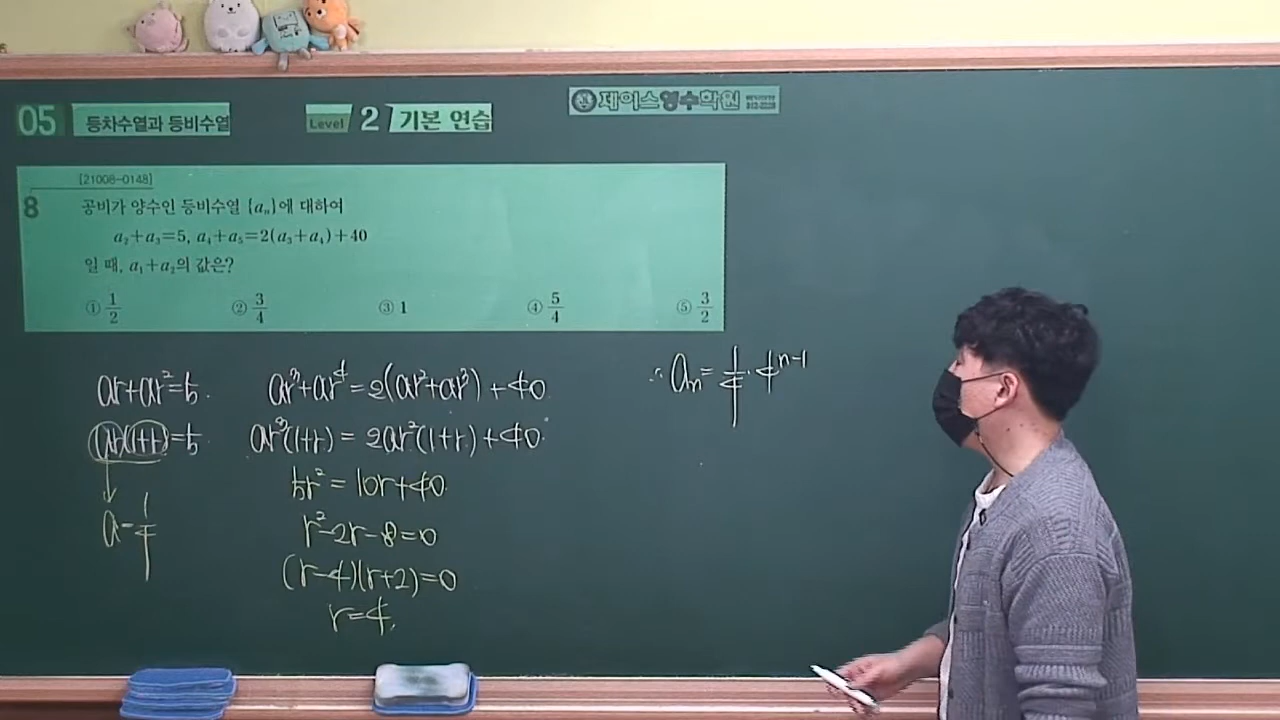 05 등차수열과 등비수열
Level 2 기본 연습
제이스영수학원
[21008-0148]
8 공비가 양수인 등비수열 {aₙ}에 대하여
a₂+a₃=5, a₄+a₅=2(a₃+a₄)+40
일 때, a₁+a₂의 값은?
① 1/2 ② 3/4 ③ 1 ④ 5/4 ⑤ 3/2
ar+ar²=5.
ar(1+r)=5
a=1/4
ar³+ar⁴=2(ar²+ar³)+40
ar³(1+r)=2ar²(1+r)+40
5r²=10r+40
r²-2r-8=0
(r-4)(r+2)=0
r=4.
∴ aₙ=1/4·4ⁿ⁻¹